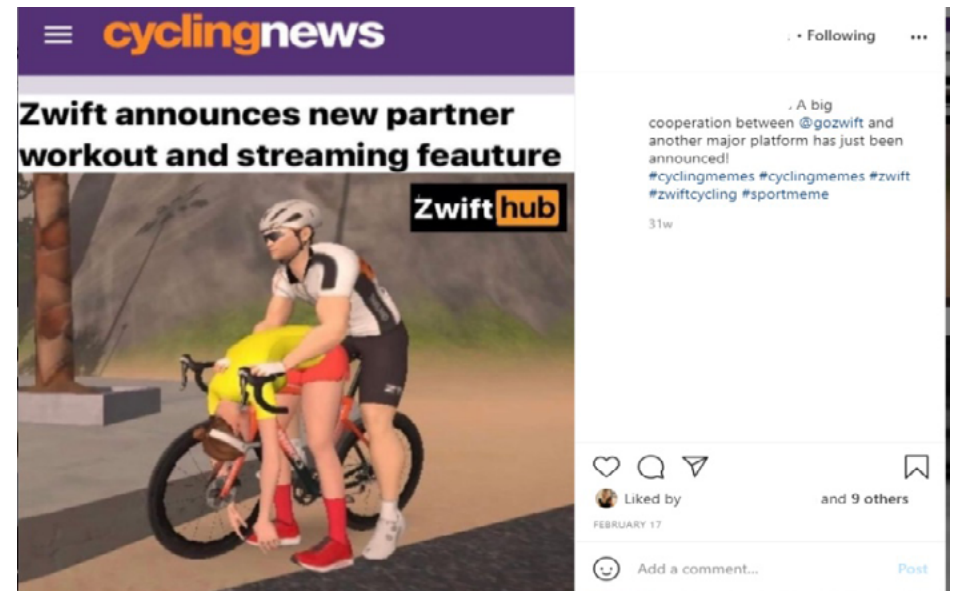 cyclingnews
Zwift announces new partner
workout and streaming feauture
Zwift hub
• Following
. A big
cooperation between @gozwift and
another major platform has just been
announced!
#cyclingmemes #cyclingmemes #zwift
#zwiftcycling #sportmeme
31w
Liked by and 9 others
FEBRUARY 17
Add a comment... Post